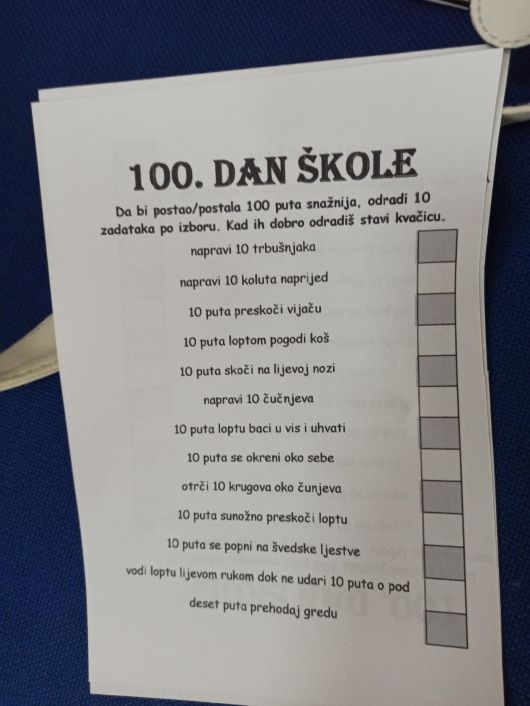 100. DAN ŠKOLE
Da bi postao/postala 100 puta snažnija, odradi 10
zadataka po izboru. Kad ih dobro odradiš stavi kvačicu.
napravi 10 trbušnjaka
napravi 10 koluta naprijed
10 puta preskoči vijaču
10 puta loptom pogodi koš
10 puta skoči na lijevoj nozi
napravi 10 čučnjeva
10 puta loptu baci u vis i uhvati
10 puta se okreni oko sebe
otrči 10 krugova oko čunjeva
10 puta sunožno preskoči loptu
10 puta se popni na švedske ljestve
vodi loptu lijevom rukom dok ne udari 10 puta o pod
deset puta prehodaj gredu